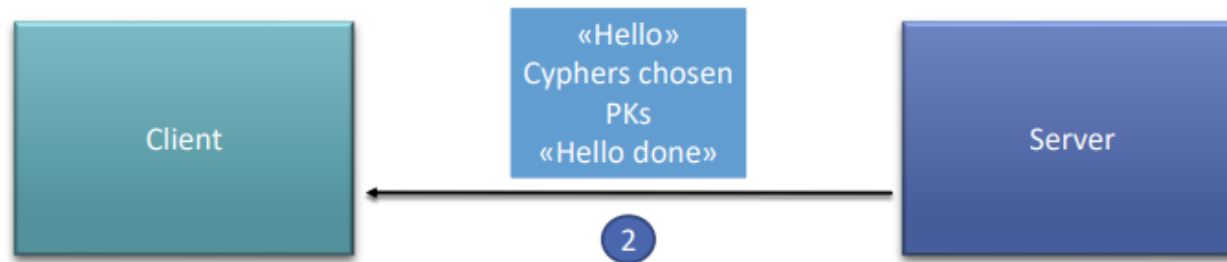 «Hello»
Cyphers chosen
PKs
«Hello done»
Client
Server
2